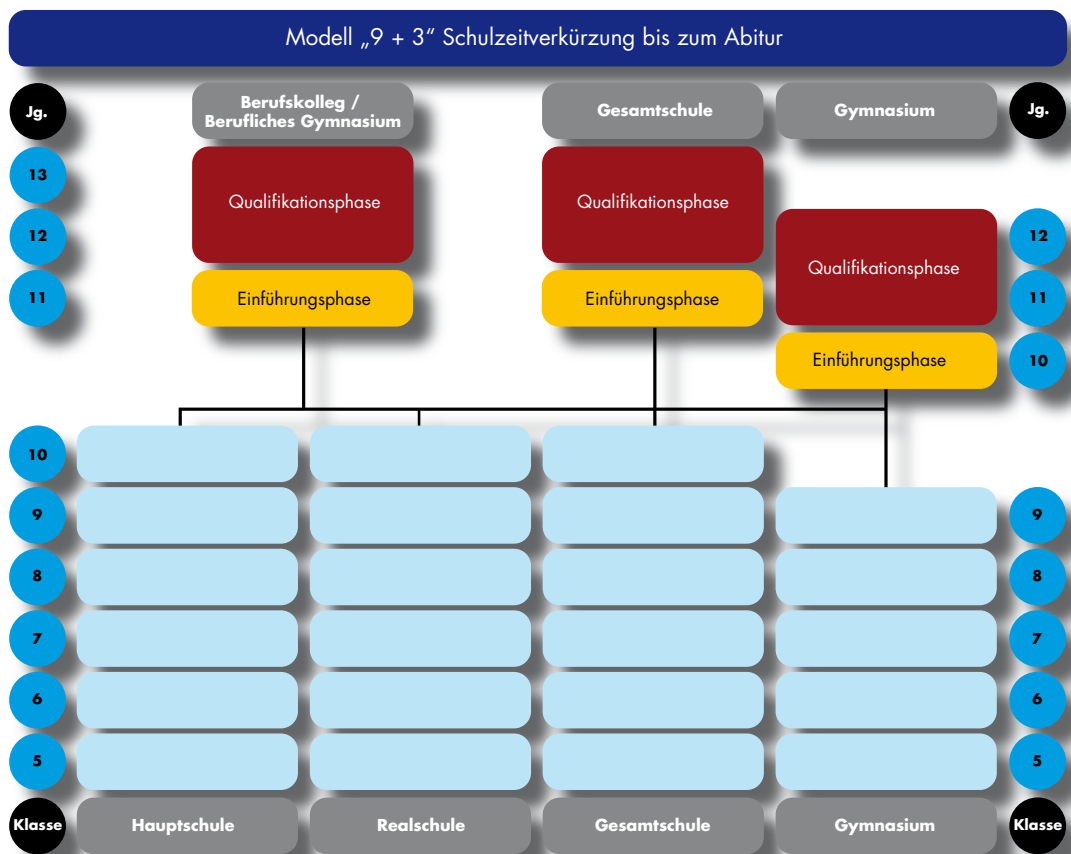 Modell „9 + 3“ Schulzeitverkürzung bis zum Abitur
Jg.
Berufskolleg /
Berufliches Gymnasium
Gesamtschule
Gymnasium
Jg.
13
Qualifikationsphase
Qualifikationsphase
12
Qualifikationsphase
12
11
Einführungsphase
Einführungsphase
11
Einführungsphase
10
10
9
9
8
8
7
7
6
6
5
5
Klasse
Hauptschule
Realschule
Gesamtschule
Gymnasium
Klasse